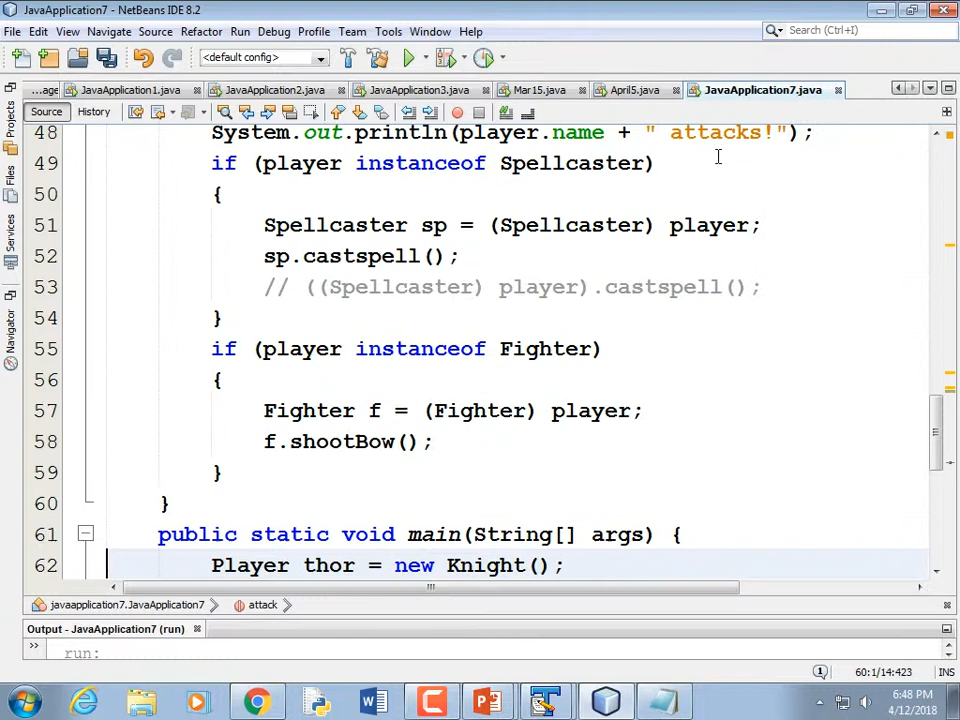 JavaApplication7 - NetBeans IDE 8.2
File Edit View Navigate Source Refactor Run Debug Profile Team Tools Window Help
Search (Ctrl+I)
<default config>
...age JavaApplication1.java JavaApplication2.java JavaApplication3.java Mar15.java April5.java JavaApplication7.java
Source History
Projects
Files
Services
Navigator
48 System.out.println(player.name + " attacks!");
49 if (player instanceof Spellcaster)
50 {
51 Spellcaster sp = (Spellcaster) player;
52 sp.castspell();
53 // ((Spellcaster) player).castspell();
54 }
55 if (player instanceof Fighter)
56 {
57 Fighter f = (Fighter) player;
58 f.shootBow();
59 }
60 }
61 public static void main(String[] args) {
62 Player thor = new Knight();
javaapplication7.JavaApplication7 attack
Output - JavaApplication7 (run)
run:
1 60:1/14:423 INS
6:48 PM
4/12/2018